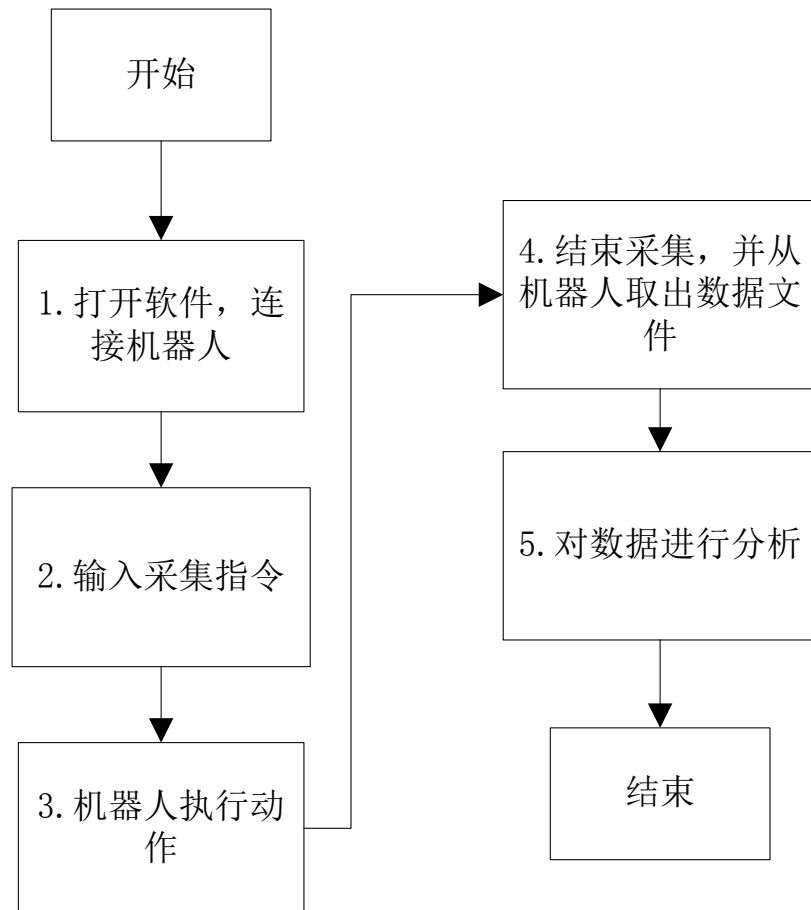 开始
1.打开软件，连
接机器人
2.输入采集指令
3.机器人执行动
作
4.结束采集，并从
机器人取出数据文
件
5.对数据进行分析
结束